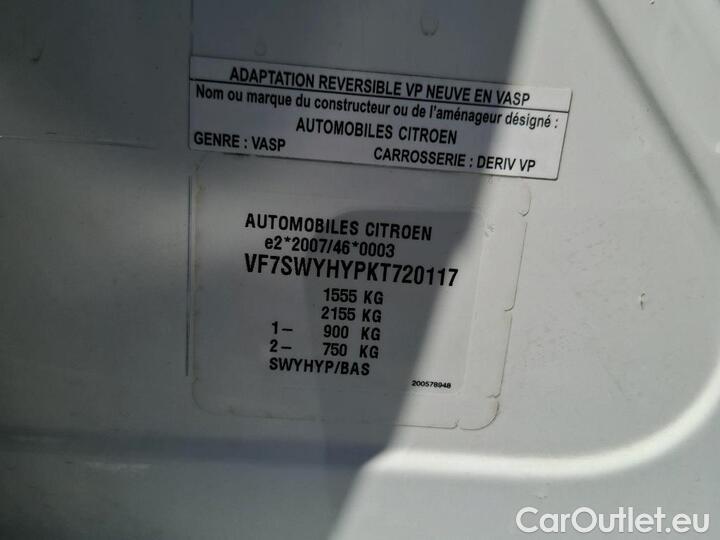 ADAPTATION REVERSIBLE VP NEUVE EN VASP
Nom ou marque du constructeur ou de l'aménageur désigné :
AUTOMOBILES CITROEN
GENRE : VASP CARROSSERIE : DERIV VP
AUTOMOBILES CITROEN
e2*2007/46*0003
VF7SWYHYPKT720117
1555 KG
2155 KG
1- 900 KG
2- 750 KG
SWYHYP/BAS
200578948
CarOutlet.eu